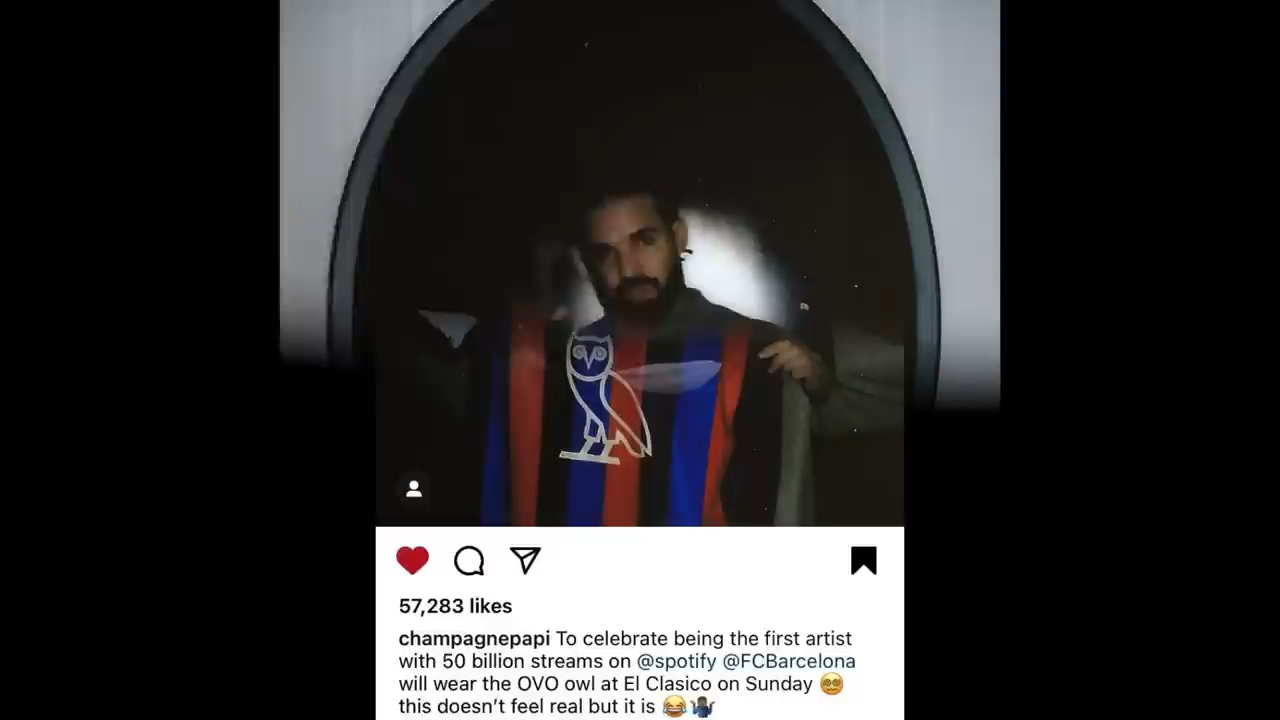 57,283 likes
champagnepapi To celebrate being the first artist
with 50 billion streams on @spotify @FCBarcelona
will wear the OVO owl at El Clasico on Sunday 😵‍💫
this doesn’t feel real but it is 😂🤷🏽‍♂️